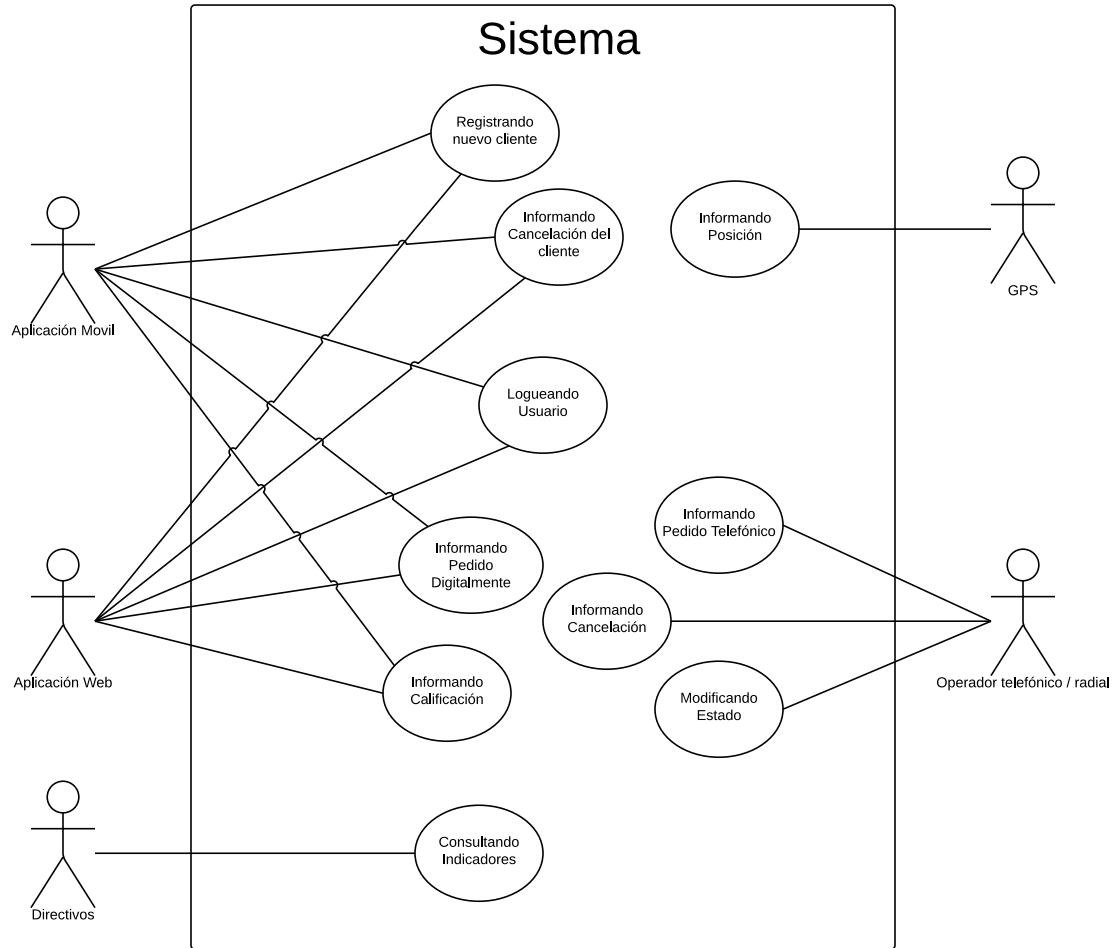 Sistema
Registrando
nuevo cliente
Informando
Cancelación del
cliente
Informando
Posición
GPS
Aplicación Movil
Logueando
Usuario
Informando
Pedido Telefónico
Informando
Pedido
Digitalmente
Informando
Cancelación
Aplicación Web
Operador telefónico / radial
Informando
Calificación
Modificando
Estado
Consultando
Indicadores
Directivos